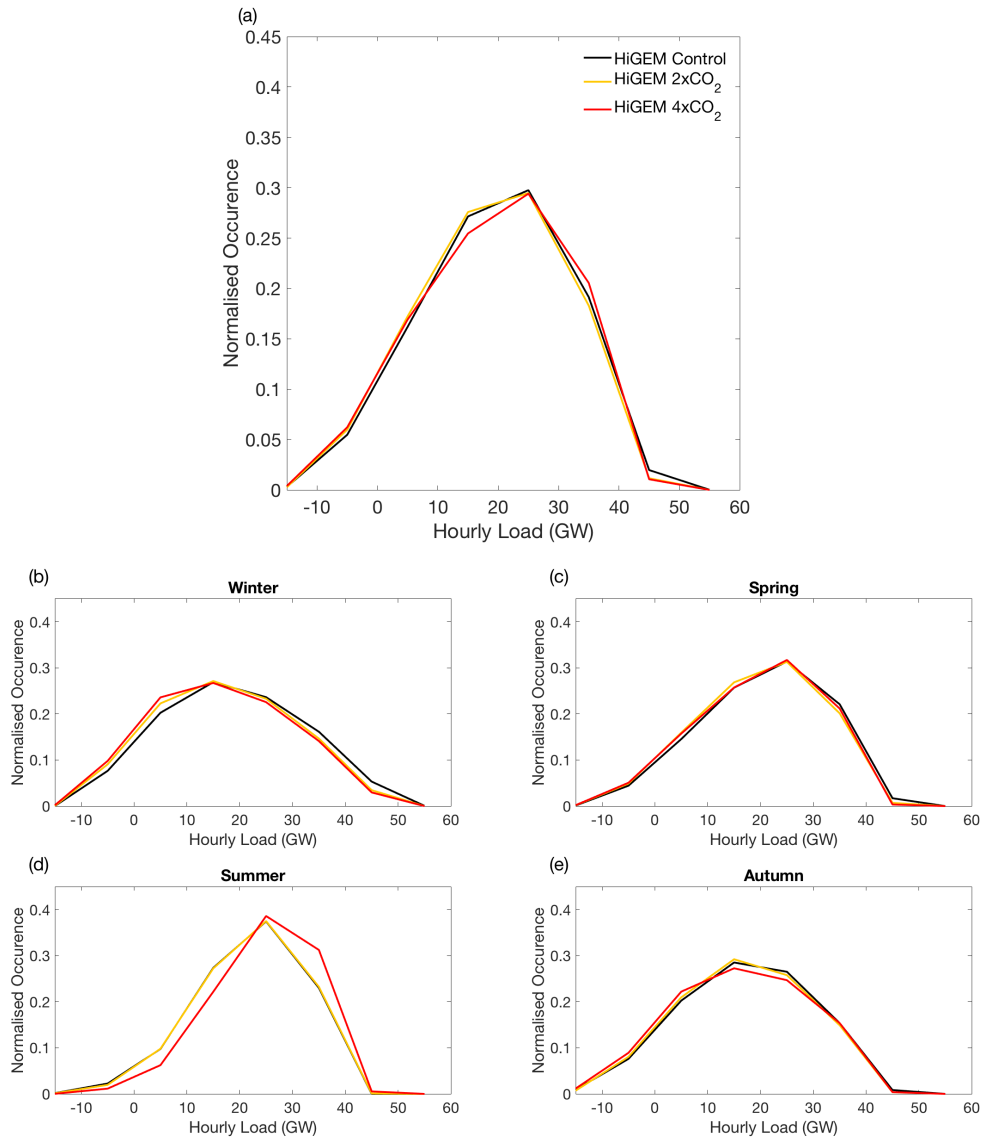 (a)
0.45
0.4
0.35
0.3
0.25
0.2
0.15
0.1
0.05
0
Normalised Occurence
HiGEM Control
HiGEM 2xCO2
HiGEM 4xCO2
-10 0 10 20 30 40 50 60
Hourly Load (GW)
(b)
Winter
0.4
0.3
0.2
0.1
0
Normalised Occurence
-10 0 10 20 30 40 50 60
Hourly Load (GW)
(c)
Spring
0.4
0.3
0.2
0.1
0
Normalised Occurence
-10 0 10 20 30 40 50 60
Hourly Load (GW)
(d)
Summer
0.4
0.3
0.2
0.1
0
Normalised Occurence
-10 0 10 20 30 40 50 60
Hourly Load (GW)
(e)
Autumn
0.4
0.3
0.2
0.1
0
Normalised Occurence
-10 0 10 20 30 40 50 60
Hourly Load (GW)